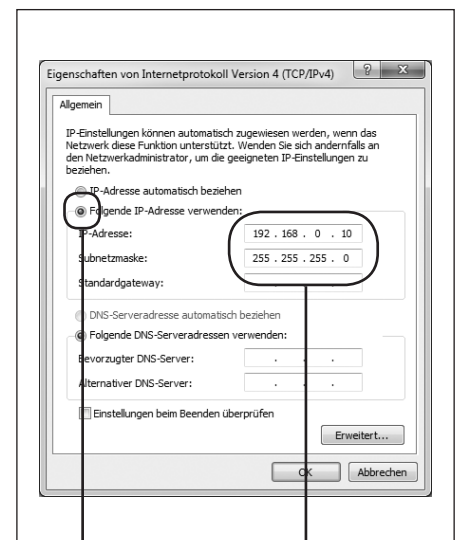 Eigenschaften von Internetprotokoll Version 4 (TCP/IPv4)
Allgemein
IP-Einstellungen können automatisch zugewiesen werden, wenn das
Netzwerk diese Funktion unterstützt. Wenden Sie sich andernfalls an
den Netzwerkadministrator, um die geeigneten IP-Einstellungen zu
beziehen.
IP-Adresse automatisch beziehen
Folgende IP-Adresse verwenden:
IP-Adresse: 192 . 168 . 0 . 10
Subnetzmaske: 255 . 255 . 255 . 0
Standardgateway: . . .
DNS-Serveradresse automatisch beziehen
Folgende DNS-Serveradressen verwenden:
Bevorzugter DNS-Server: . . .
Alternativer DNS-Server: . . .
Einstellungen beim Beenden überprüfen
Erweitert...
OK Abbrechen